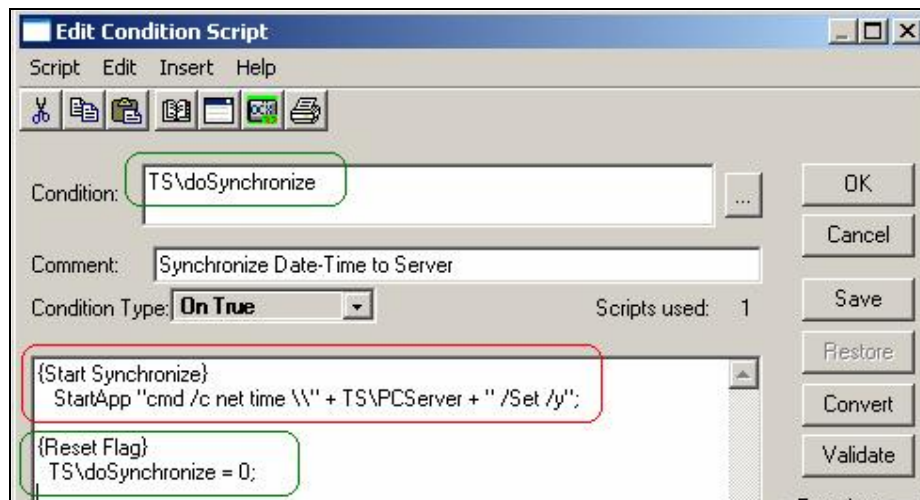 Edit Condition Script
Script Edit Insert Help
Condition: TS\doSynchronize
...
OK
Cancel
Comment: Synchronize Date-Time to Server
Condition Type: On True
Scripts used: 1
Save
Restore
{Start Synchronize}
StartApp "cmd /c net time \\" + TS\PCServer + " /Set /y";
Convert
{Reset Flag}
TS\doSynchronize = 0;
Validate